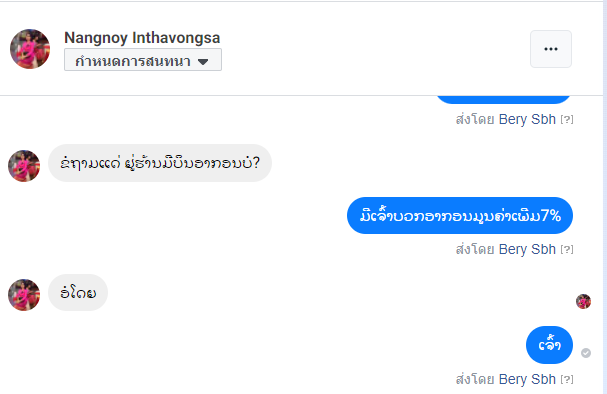 Nangnoy Inthavongsa
กำหนดการสนทนา
ส่งโดย Bery Sbh [?]
ຂໍຖາມແດ່ ຢູ່ຮ້ານມີບິນອາກອນບໍ?
ມີເຈົ້າບວກອາກອນມູນຄ່າເພີ່ມ7%
ส่งโดย Bery Sbh [?]
ອໍໂດຍ
ເຈົ້າ
ส่งโดย Bery Sbh [?]